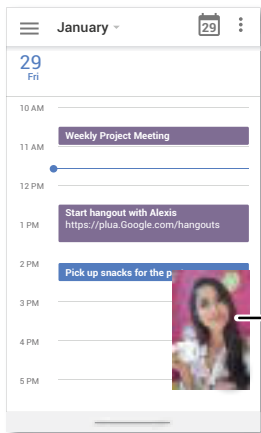 January
29
29
Fri
10 AM
Weekly Project Meeting
11 AM
12 PM
Start hangout with Alexis
1 PM
https://plua.Google.com/hangouts
2 PM
Pick up snacks for the p
3 PM
4 PM
5 PM